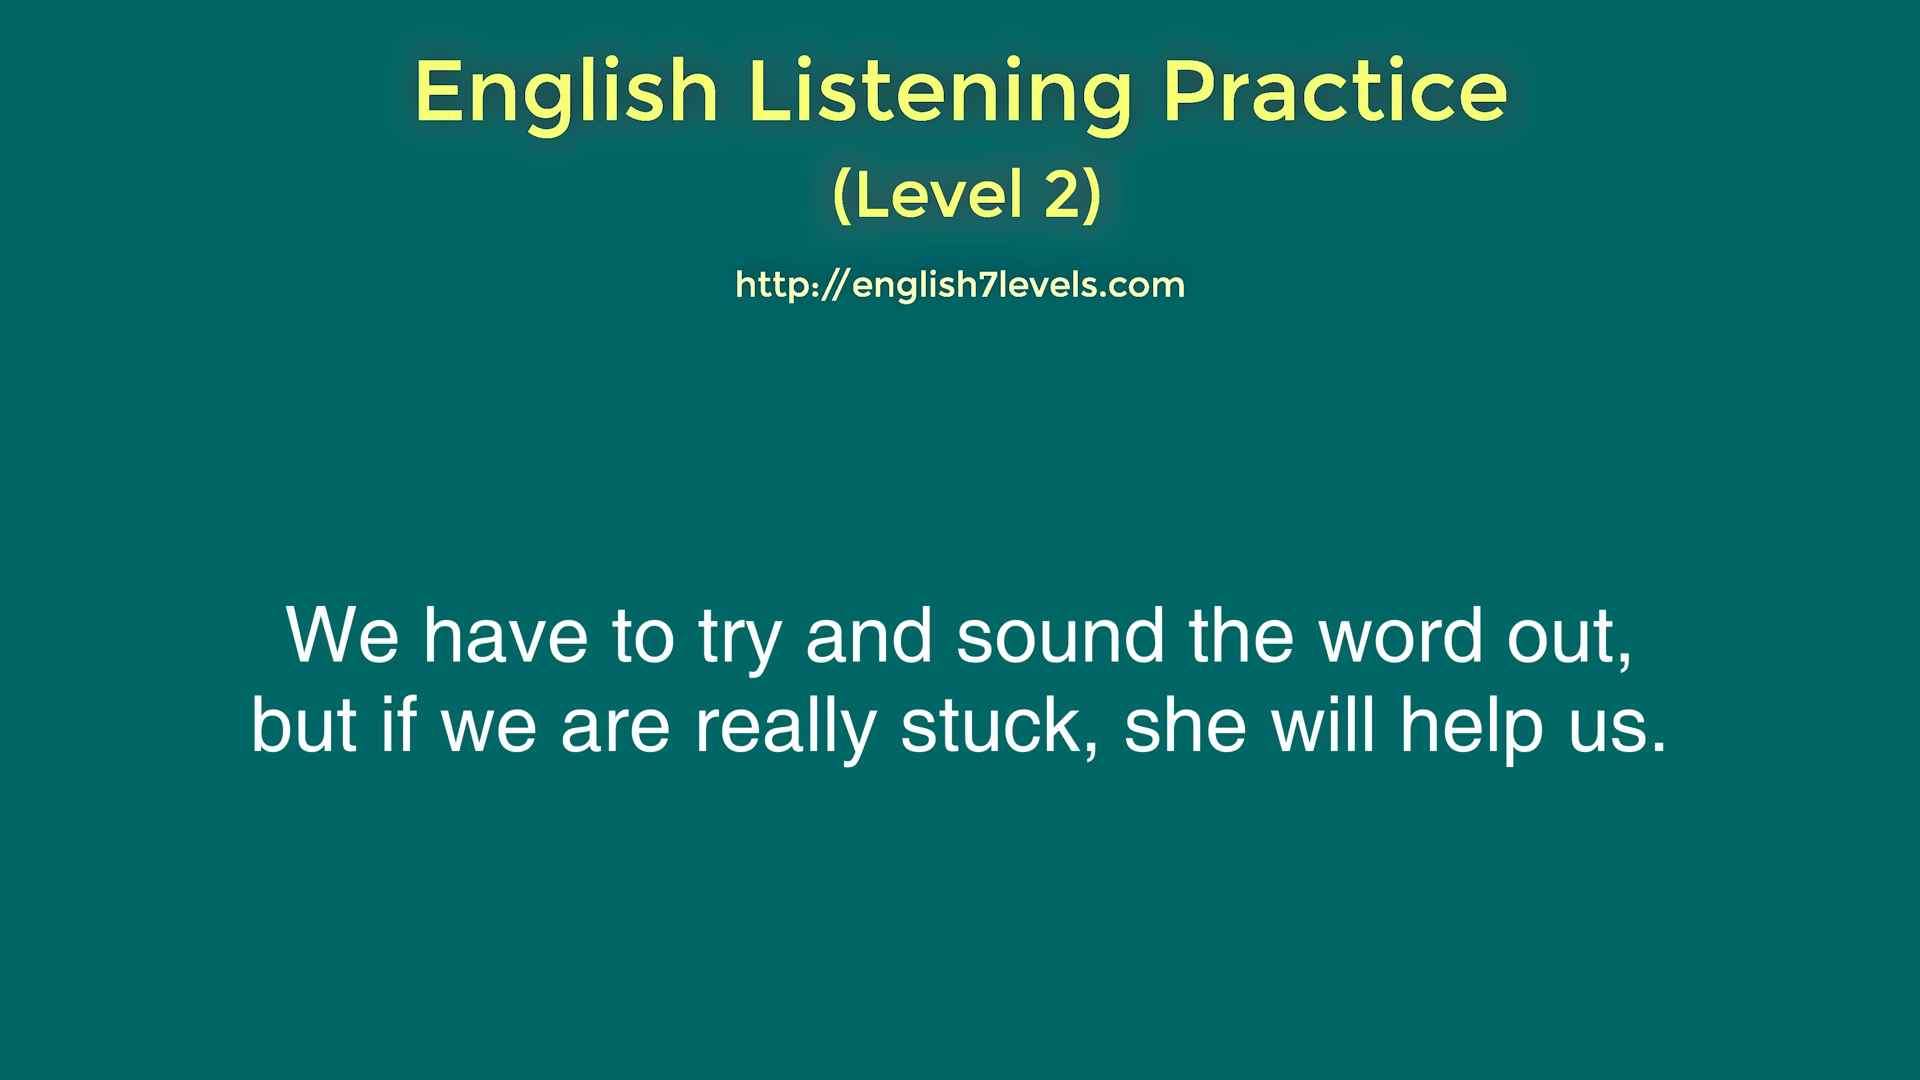 English Listening Practice
(Level 2)
http://english7levels.com
We have to try and sound the word out,
but if we are really stuck, she will help us.